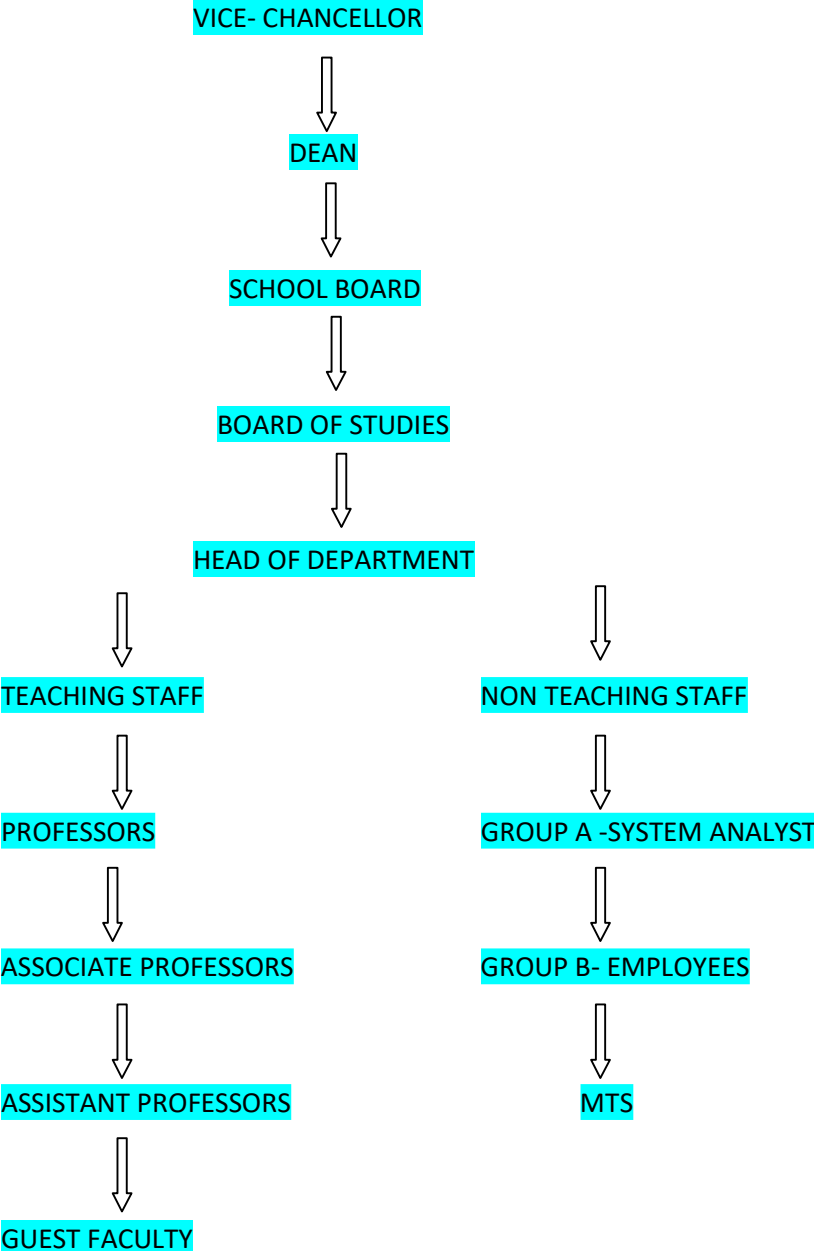 VICE- CHANCELLOR
DEAN
SCHOOL BOARD
BOARD OF STUDIES
HEAD OF DEPARTMENT
TEACHING STAFF
NON TEACHING STAFF
PROFESSORS
GROUP A -SYSTEM ANALYST
ASSOCIATE PROFESSORS
GROUP B- EMPLOYEES
ASSISTANT PROFESSORS
MTS
GUEST FACULTY